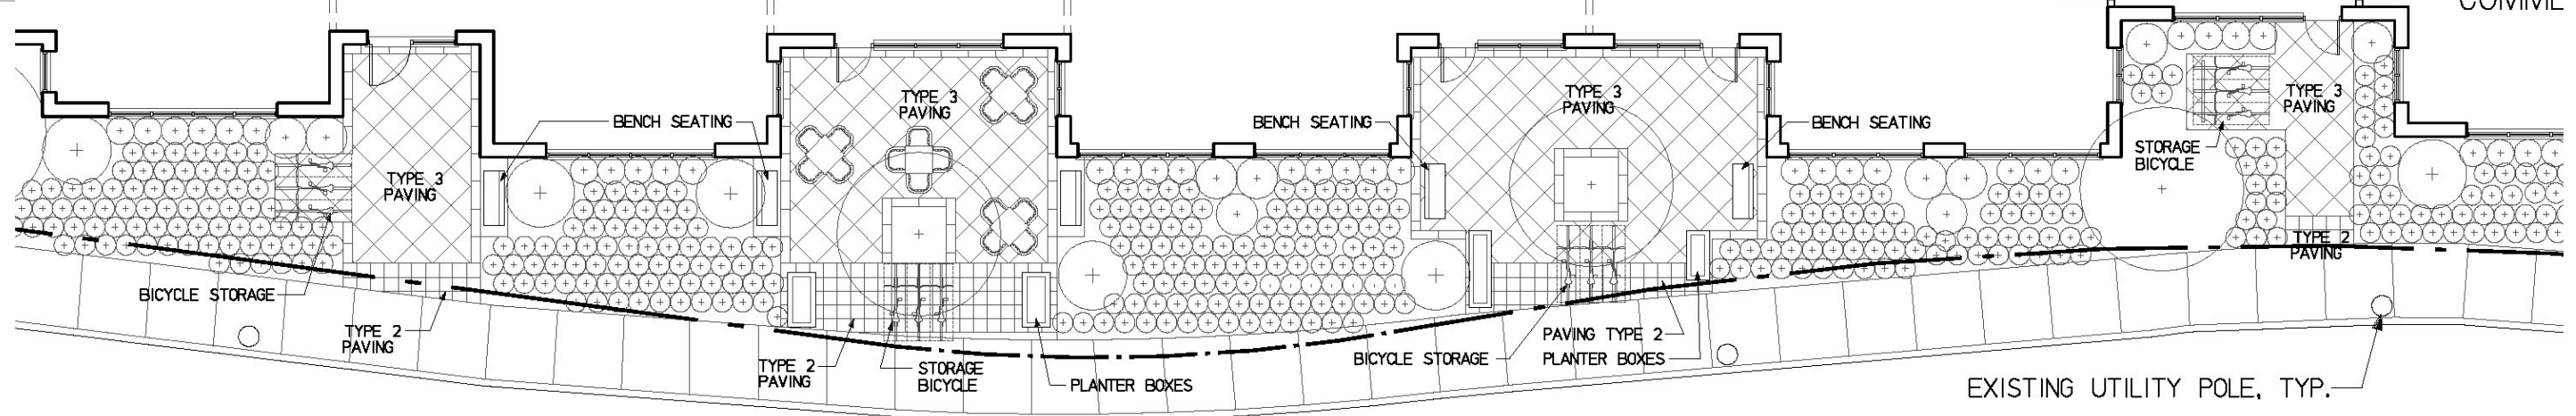 COMME
TYPE 3
PAVING
BENCH SEATING
TYPE 3
PAVING
BENCH SEATING
TYPE 3
PAVING
BENCH SEATING
TYPE 3
PAVING
STORAGE
BICYCLE
TYPE 3
PAVING
TYPE 2
PAVING
BICYCLE STORAGE
TYPE 2
PAVING
TYPE 2
PAVING
STORAGE
BICYCLE
PLANTER BOXES
BICYCLE STORAGE
PAVING TYPE 2
PLANTER BOXES
EXISTING UTILITY POLE, TYP.